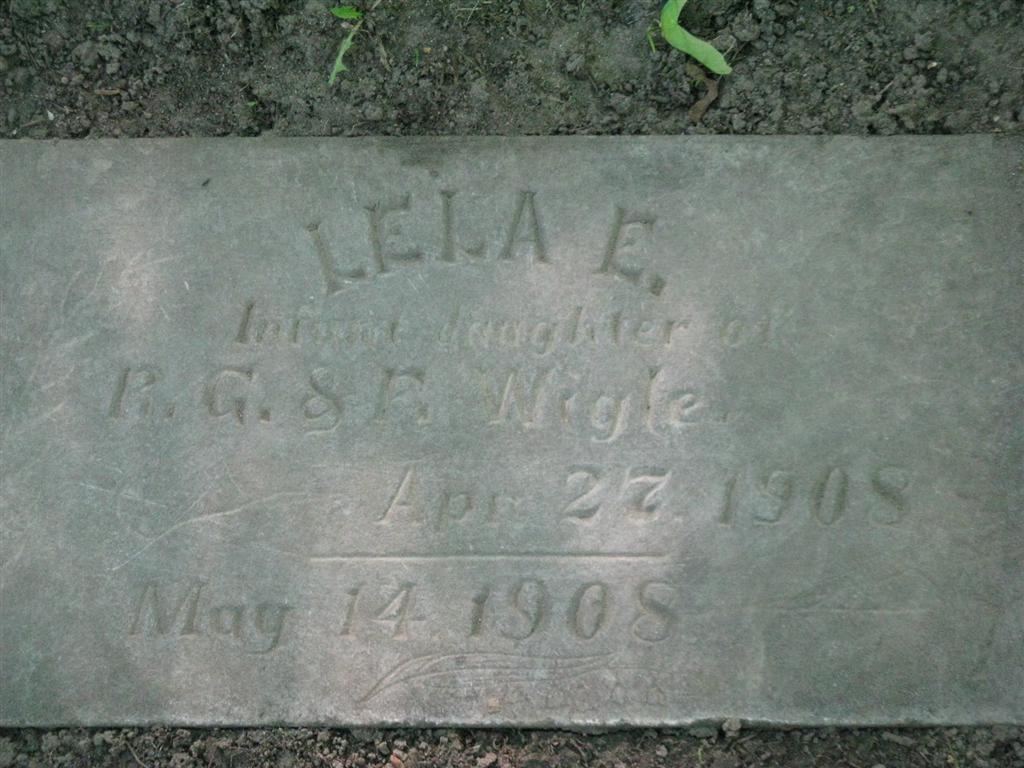 LELA E.
Infant daughter of
R. G. & F. Wigle.
Apr. 27. 1908
May 14. 1908